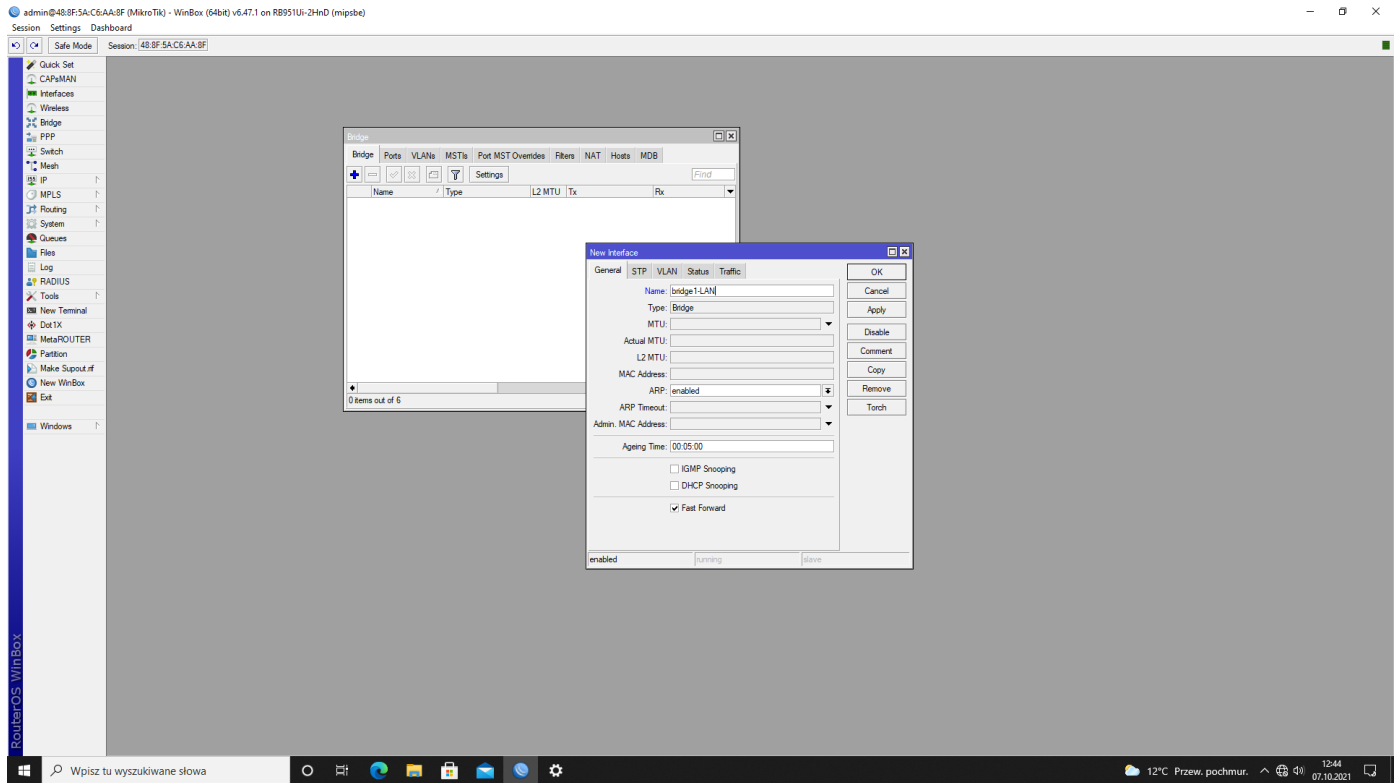 admin@48:8F:5A:C6:AA:8F (MikroTik) - WinBox (64bit) v6.47.1 on RB951Ui-2HnD (mipsbe)
Session Settings Dashboard
Safe Mode Session: 48:8F:5A:C6:AA:8F
Quick Set
CAPsMAN
Interfaces
Wireless
Bridge
PPP
Switch
Mesh
IP
MPLS
Routing
System
Queues
Files
Log
RADIUS
Tools
New Terminal
Dot1X
MetaROUTER
Partition
Make Supout.rif
New WinBox
Exit
Windows
RouterOS WinBox
Bridge
Bridge Ports VLANs MSTIs Port MST Overrides Filters NAT Hosts MDB
Settings Find
Name / Type L2 MTU Tx Rx
0 items out of 6
New Interface
General STP VLAN Status Traffic
Name: bridge1-LAN
Type: Bridge
MTU:
Actual MTU:
L2 MTU:
MAC Address:
ARP: enabled
ARP Timeout:
Admin. MAC Address:
Ageing Time: 00:05:00
IGMP Snooping
DHCP Snooping
Fast Forward
OK
Cancel
Apply
Disable
Comment
Copy
Remove
Torch
enabled running slave
Wpisz tu wyszukiwane słowa
12°C Przew. pochmur.
12:44
07.10.2021